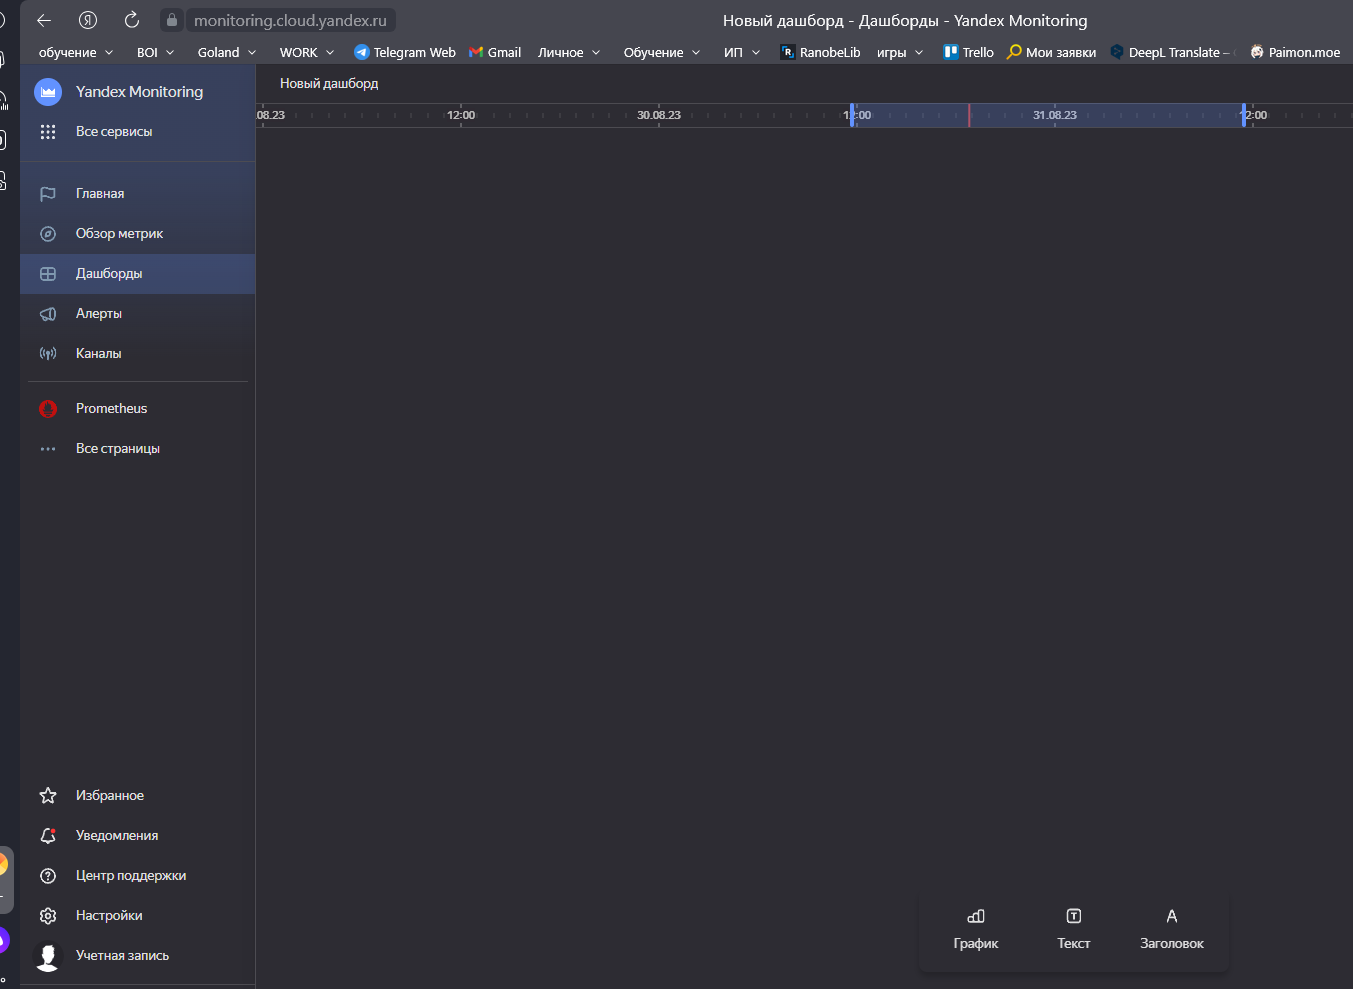 monitoring.cloud.yandex.ru
Новый дашборд - Дашборды - Yandex Monitoring
обучение BOI Goland WORK Telegram Web Gmail Личное Обучение ИП RanobeLib игры Trello Мои заявки DeepL Translate – Paimon.moe
Yandex Monitoring
Все сервисы
Главная
Обзор метрик
Дашборды
Алерты
Каналы
Prometheus
Все страницы
Избранное
Уведомления
Центр поддержки
Настройки
Учетная запись
Новый дашборд
.08.23 12:00 30.08.23 12:00 31.08.23 12:00
График Текст Заголовок